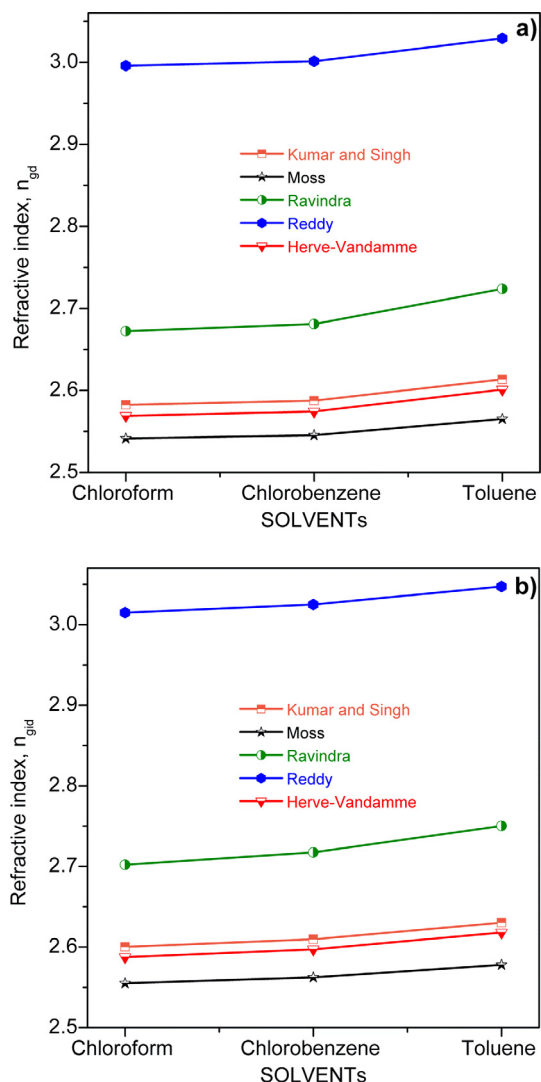 a)
3.0
2.9
2.8
2.7
2.6
2.5
Refractive index, n_gd
Kumar and Singh
Moss
Ravindra
Reddy
Herve-Vandamme
Chloroform Chlorobenzene Toluene
SOLVENTs
b)
3.0
2.9
2.8
2.7
2.6
2.5
Refractive index, n_gid
Kumar and Singh
Moss
Ravindra
Reddy
Herve-Vandamme
Chloroform Chlorobenzene Toluene
SOLVENTs